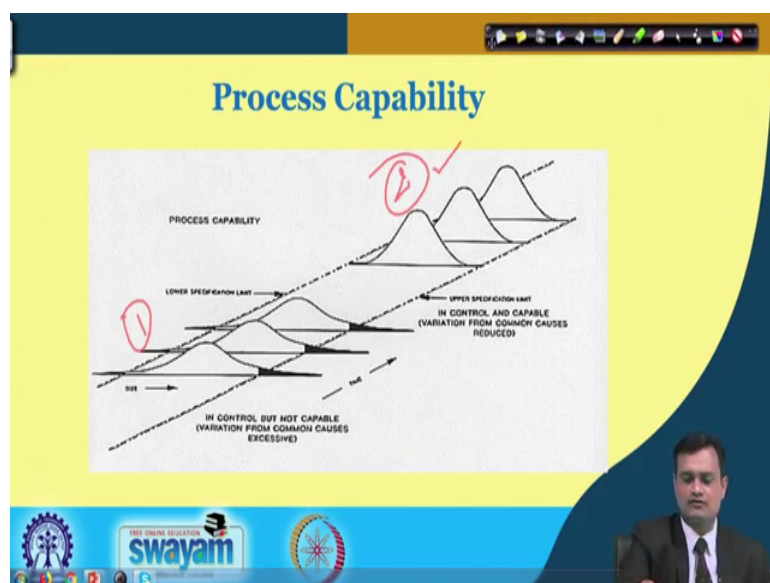 Process Capability
2
PROCESS CAPABILITY
LOWER SPECIFICATION LIMIT
1
UPPER SPECIFICATION LIMIT
IN CONTROL AND CAPABLE
(VARIATION FROM COMMON CAUSES
REDUCED)
SIZE
TIME
IN CONTROL BUT NOT CAPABLE
(VARIATION FROM COMMON CAUSES
EXCESSIVE)
FREE ONLINE EDUCATION
swayam